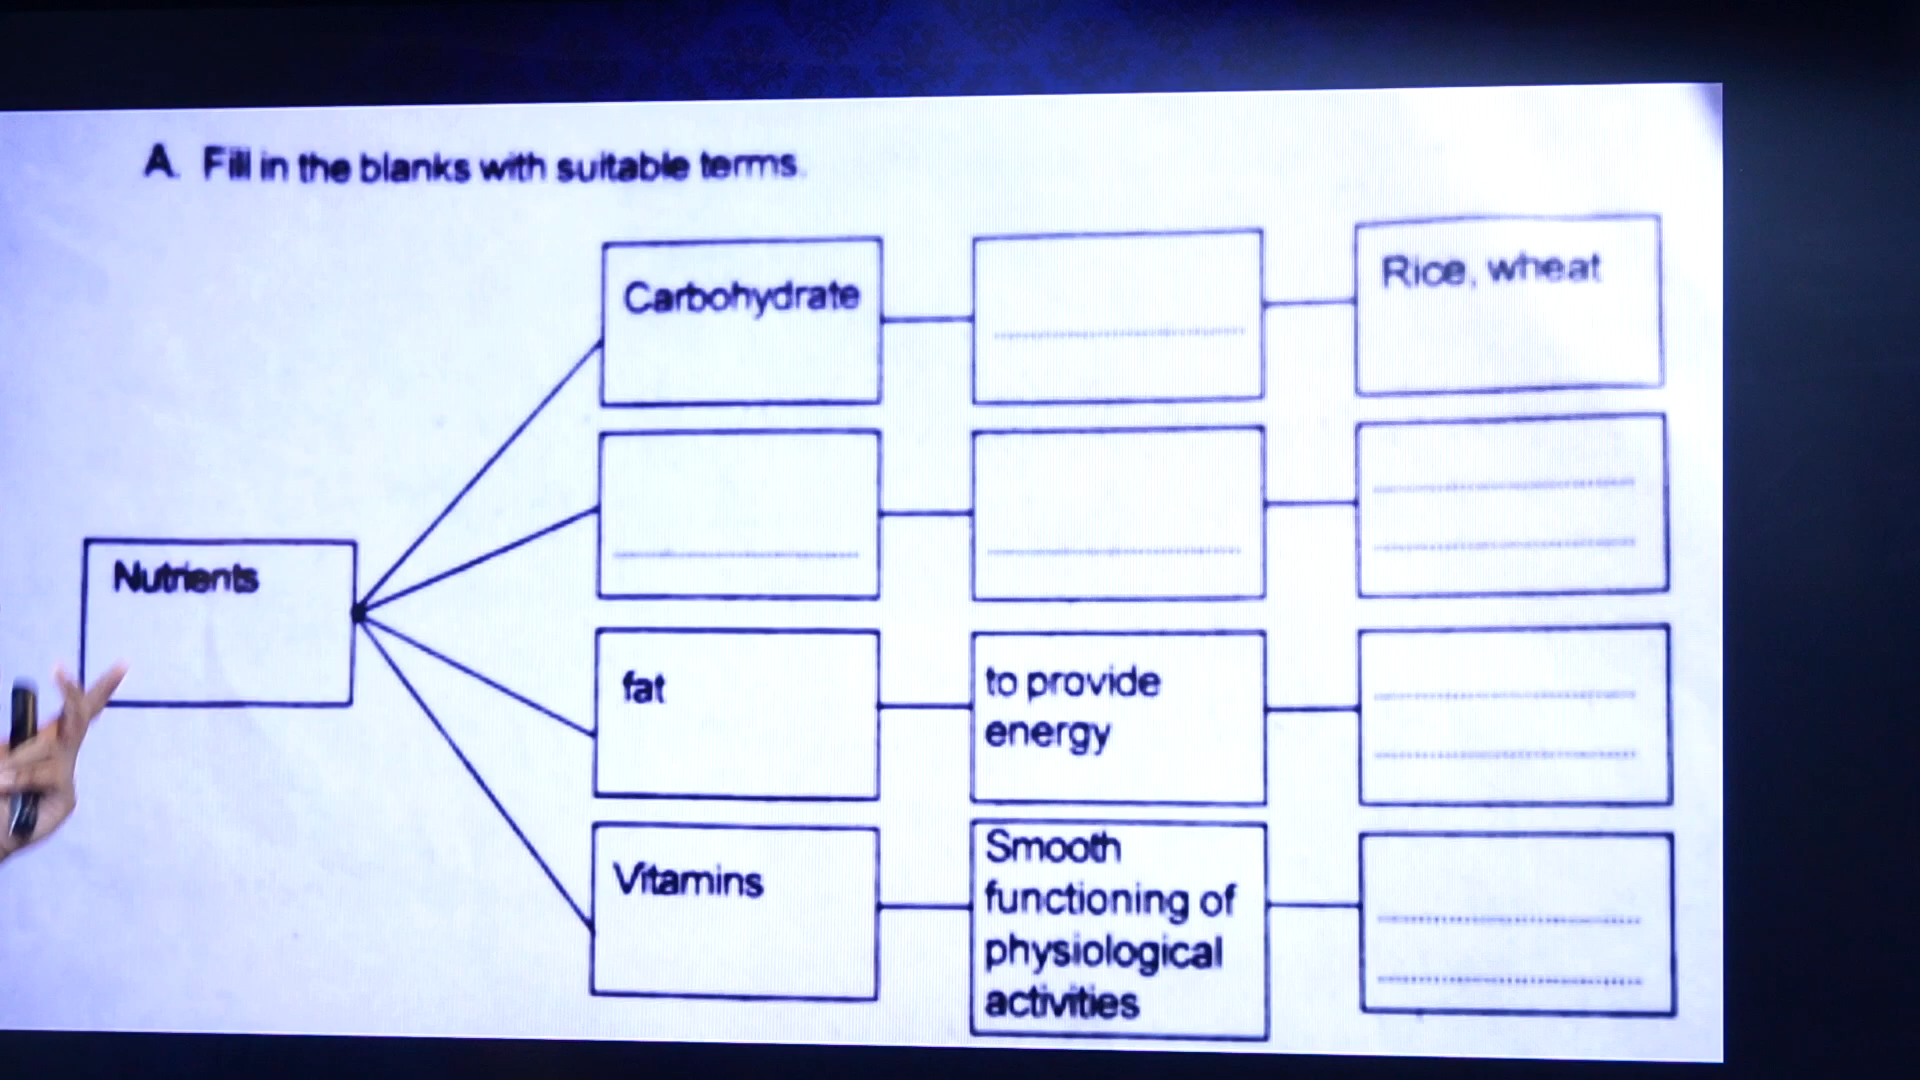 A. Fill in the blanks with suitable terms.
Carbohydrate
Rice, wheat
Nutrients
fat
to provide
energy
Vitamins
Smooth
functioning of
physiological
activities